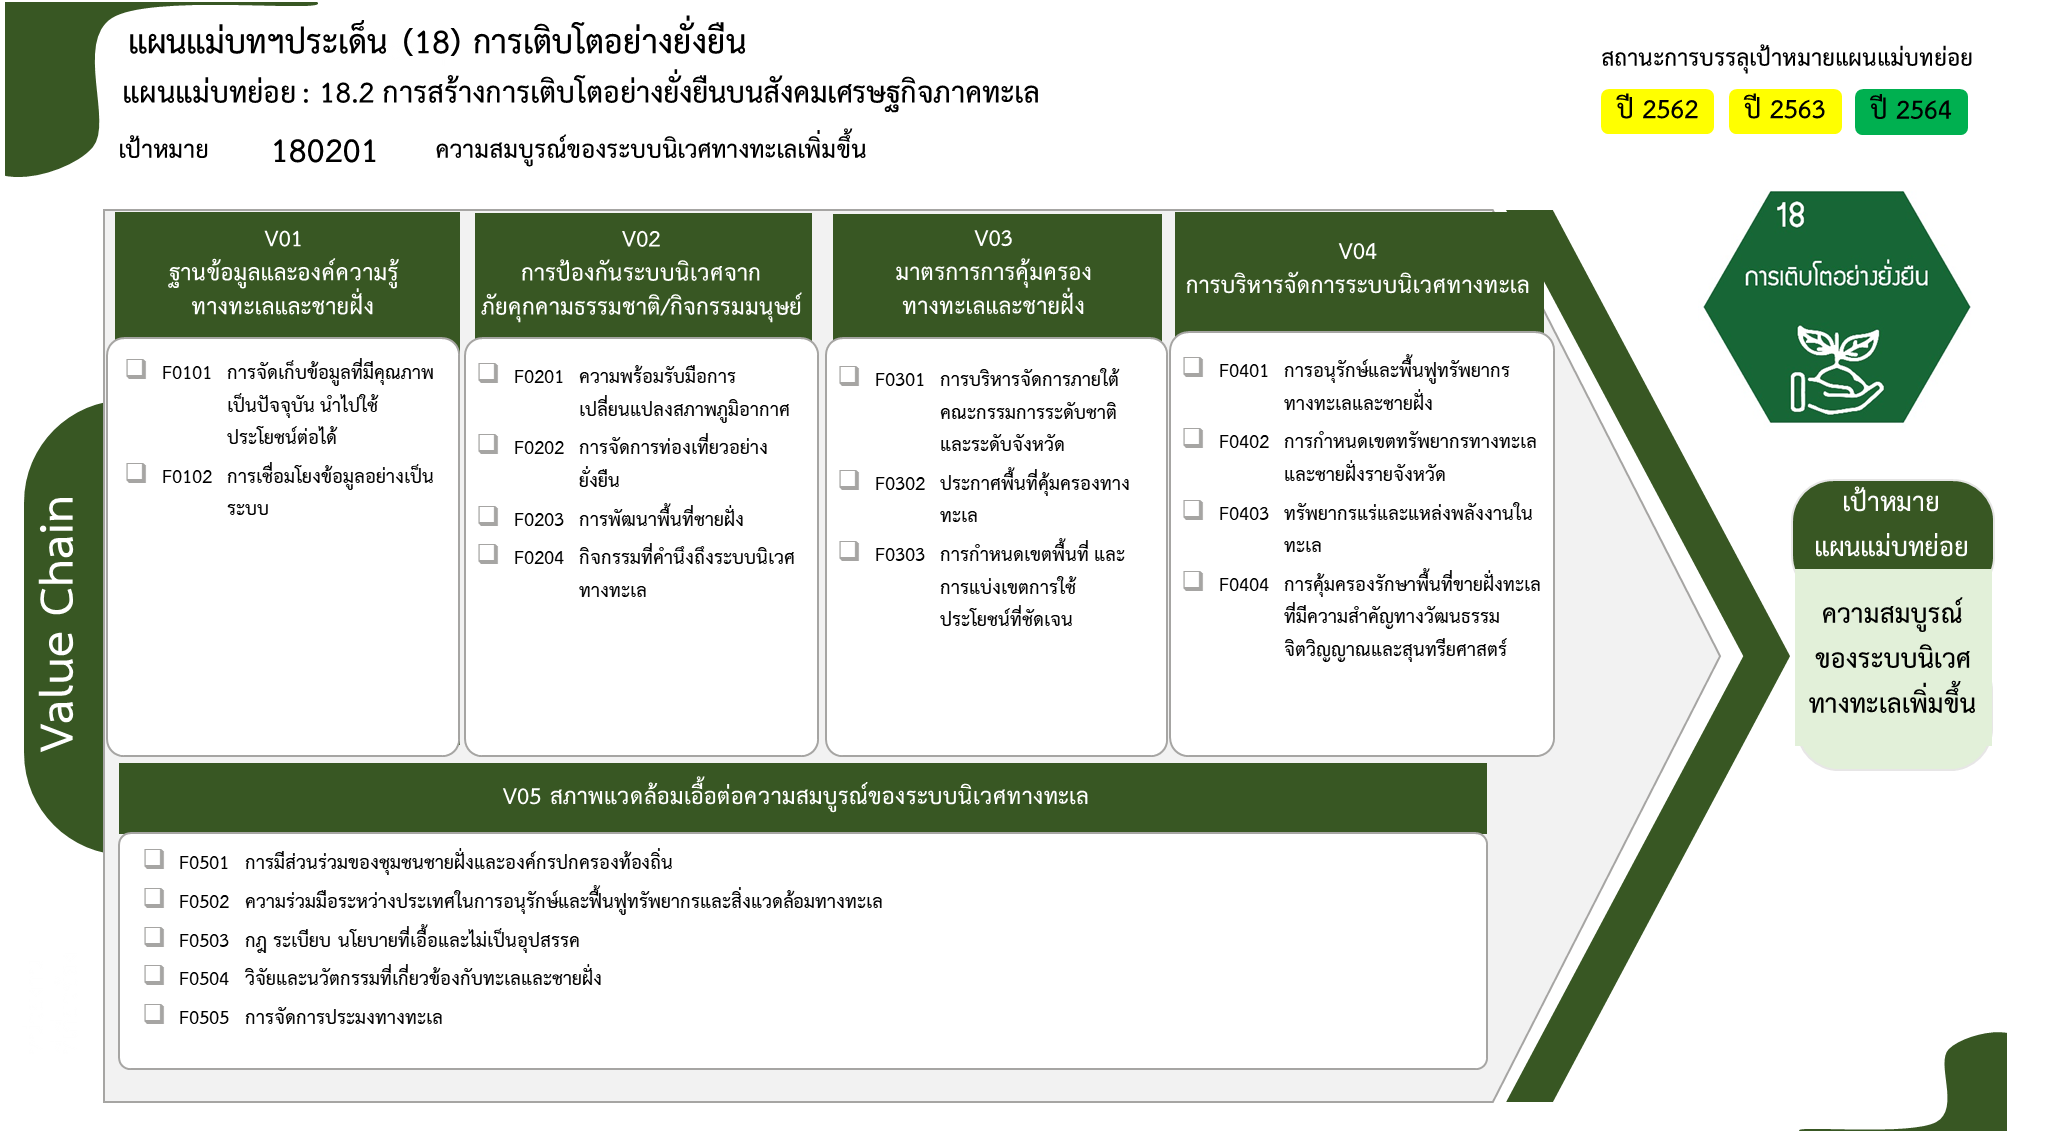 แผนแม่บทฯประเด็น (18) การเติบโตอย่างยั่งยืน
แผนแม่บทย่อย : 18.2 การสร้างการเติบโตอย่างยั่งยืนบนสังคมเศรษฐกิจภาคทะเล
เป้าหมาย 180201 ความสมบูรณ์ของระบบนิเวศทางทะเลเพิ่มขึ้น
สถานะการบรรลุเป้าหมายแผนแม่บทย่อย
ปี 2562 ปี 2563 ปี 2564
18
การเติบโตอย่างยั่งยืน
Value Chain
V01
ฐานข้อมูลและองค์ความรู้
ทางทะเลและชายฝั่ง
F0101 การจัดเก็บข้อมูลที่มีคุณภาพ
เป็นปัจจุบัน นำไปใช้
ประโยชน์ต่อได้
F0102 การเชื่อมโยงข้อมูลอย่างเป็น
ระบบ
V02
การป้องกันระบบนิเวศจาก
ภัยคุกคามธรรมชาติ/กิจกรรมมนุษย์
F0201 ความพร้อมรับมือการ
เปลี่ยนแปลงสภาพภูมิอากาศ
F0202 การจัดการท่องเที่ยวอย่าง
ยั่งยืน
F0203 การพัฒนาพื้นที่ชายฝั่ง
F0204 กิจกรรมที่คำนึงถึงระบบนิเวศ
ทางทะเล
V03
มาตรการการคุ้มครอง
ทางทะเลและชายฝั่ง
F0301 การบริหารจัดการภายใต้
คณะกรรมการระดับชาติ
และระดับจังหวัด
F0302 ประกาศพื้นที่คุ้มครองทาง
ทะเล
F0303 การกำหนดเขตพื้นที่ และ
การแบ่งเขตการใช้
ประโยชน์ที่ชัดเจน
V04
การบริหารจัดการระบบนิเวศทางทะเล
F0401 การอนุรักษ์และพื้นฟูทรัพยากร
ทางทะเลและชายฝั่ง
F0402 การกำหนดเขตทรัพยากรทางทะเล
และชายฝั่งรายจังหวัด
F0403 ทรัพยากรแร่และแหล่งพลังงานใน
ทะเล
F0404 การคุ้มครองรักษาพื้นที่ขายฝั่งทะเล
ที่มีความสำคัญทางวัฒนธรรม
จิตวิญญาณและสุนทรียศาสตร์
V05 สภาพแวดล้อมเอื้อต่อความสมบูรณ์ของระบบนิเวศทางทะเล
F0501 การมีส่วนร่วมของชุมชนชายฝั่งและองค์กรปกครองท้องถิ่น
F0502 ความร่วมมือระหว่างประเทศในการอนุรักษ์และฟื้นฟูทรัพยากรและสิ่งแวดล้อมทางทะเล
F0503 กฎ ระเบียบ นโยบายที่เอื้อและไม่เป็นอุปสรรค
F0504 วิจัยและนวัตกรรมที่เกี่ยวข้องกับทะเลและชายฝั่ง
F0505 การจัดการประมงทางทะเล
เป้าหมาย
แผนแม่บทย่อย
ความสมบูรณ์
ของระบบนิเวศ
ทางทะเลเพิ่มขึ้น